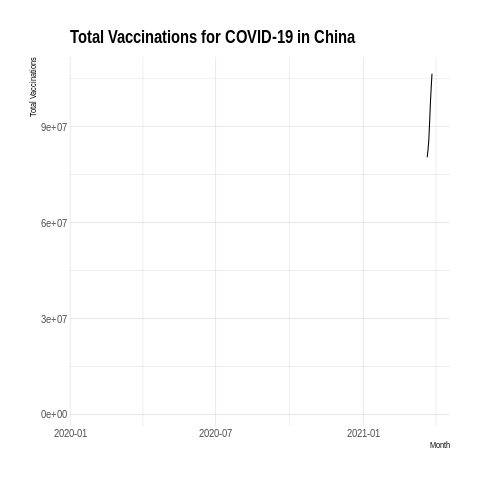 Total Vaccinations for COVID-19 in China
Total Vaccinations
9e+07
6e+07
3e+07
0e+00
2020-01
2020-07
2021-01
Month